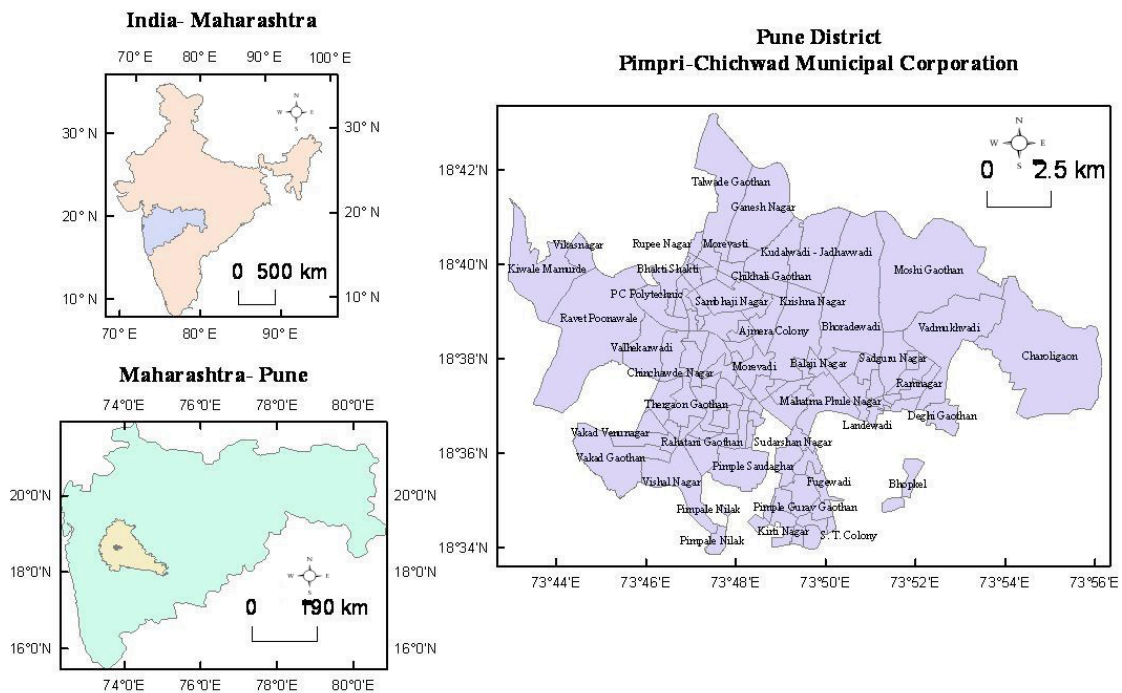 India- Maharashtra
70° E 80° E 90° E 100° E
N
W E
S
30° N 30° N
20° N 20° N
10° N 10° N
0 500 km
70° E 80° E 90° E
Maharashtra- Pune
74°0'E 76°0'E 78°0'E 80°0'E
20°0'N 20°0'N
18°0'N 18°0'N
16°0'N 16°0'N
N
W E
S
0 190 km
74°0'E 76°0'E 78°0'E 80°0'E
Pune District
Pimpri-Chichwad Municipal Corporation
N
W E
S
0 2.5 km
18°42'N
18°40'N
18°38'N
18°36'N
18°34'N
Talwade Gaothan
Ganesh Nagar
Vikasnagar
Rupee Nagar
Morevasti
Kudalwadi - Jadhavwadi
Kiwale Mamurde
Bhakti Shakti
Chikhali Gaothan
Moshi Gaothan
PC Polytechnic
Sambhaji Nagar
Krishna Nagar
Ravet Poonawale
Ajmera Colony
Bhoradewadi
Vadmukhvadi
Valhekarwadi
Charoligaon
Chinchawde Nagar
Morevadi
Balaji Nagar
Sadguru Nagar
Ramnagar
Thergaon Gaothan
Mahatma Phule Nagar
Deghi Gaothan
Landewadi
Vakad Venunagar
Rahatani Gaothan
Sudarshan Nagar
Vakad Gaothan
Pimple Saudaghar
Vishal Nagar
Fugewadi
Bhopkel
Pimpale Nilak
Pimple Gurav Gaothan
Kirti Nagar
S. T. Colony
Pimpale Nilak
73°44'E 73°46'E 73°48'E 73°50'E 73°52'E 73°54'E 73°56'E